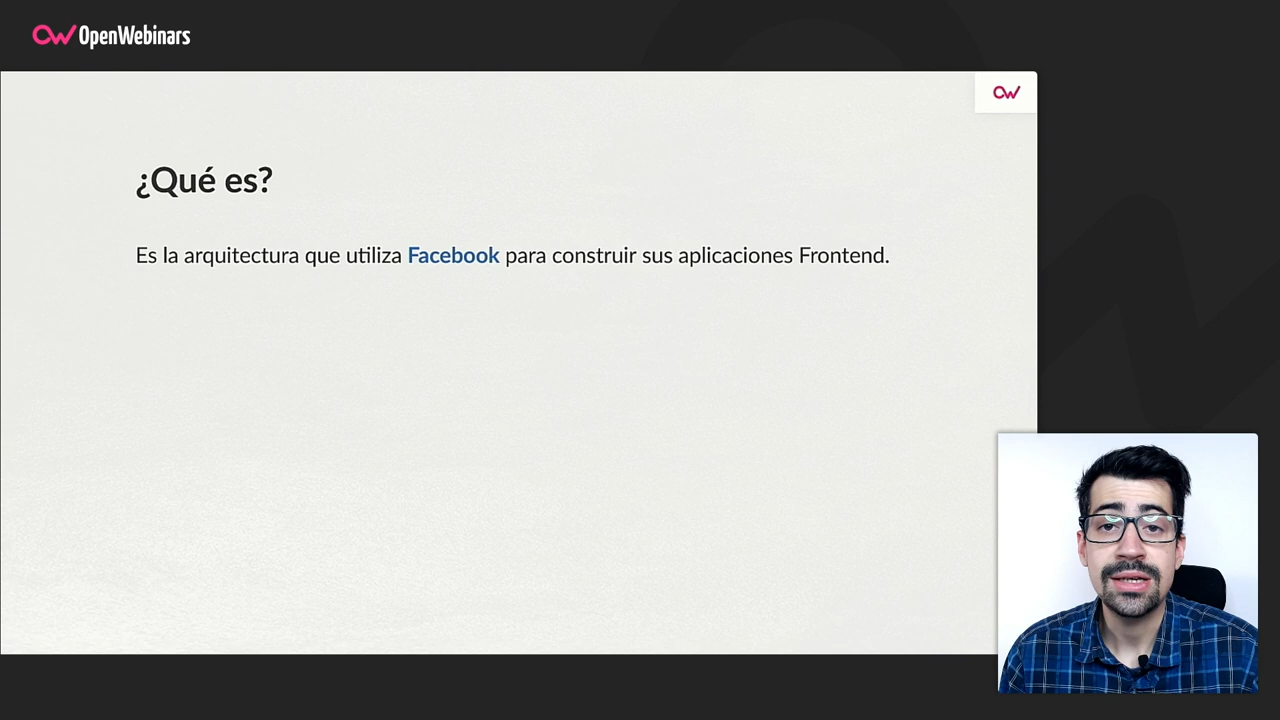 OpenWebinars
¿Qué es?
Es la arquitectura que utiliza Facebook para construir sus aplicaciones Frontend.